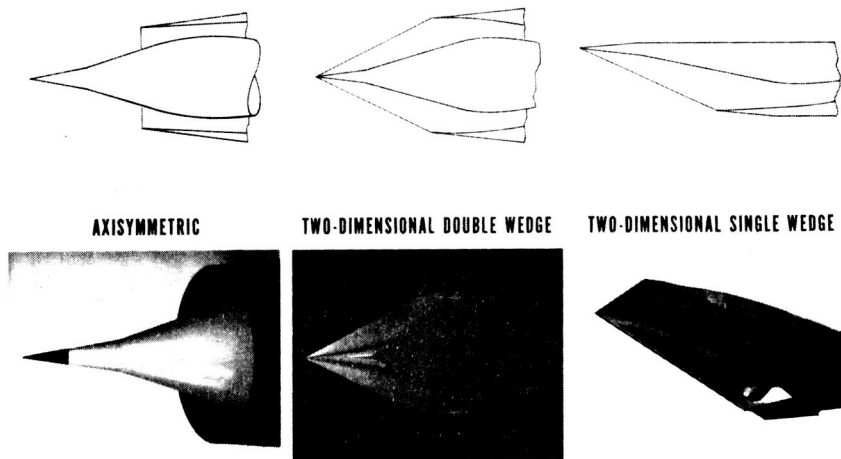 AXISYMMETRIC
TWO-DIMENSIONAL DOUBLE WEDGE
TWO-DIMENSIONAL SINGLE WEDGE